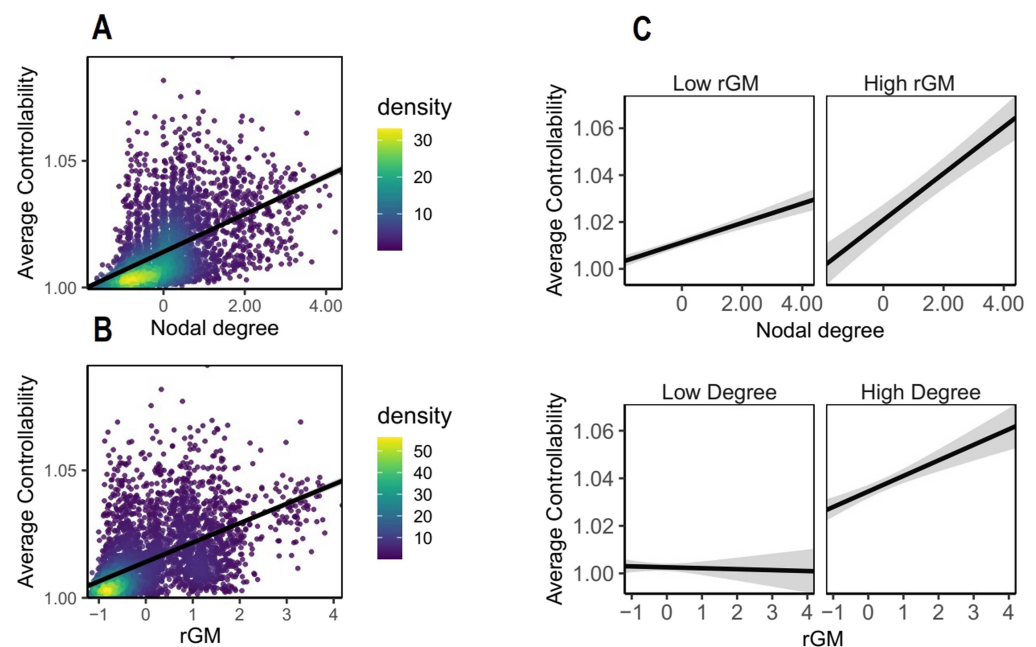 A
Average Controllability
1.05
1.00
0 2.00 4.00
Nodal degree
density
30
20
10
B
Average Controllability
1.05
1.00
−1 0 1 2 3 4
rGM
density
50
40
30
20
10
C
Low rGM High rGM
Average Controllability
1.06
1.04
1.02
1.00
0 2.00 4.00 0 2.00 4.00
Nodal degree
Low Degree High Degree
Average Controllability
1.06
1.04
1.02
1.00
−1 0 1 2 3 4 −1 0 1 2 3 4
rGM